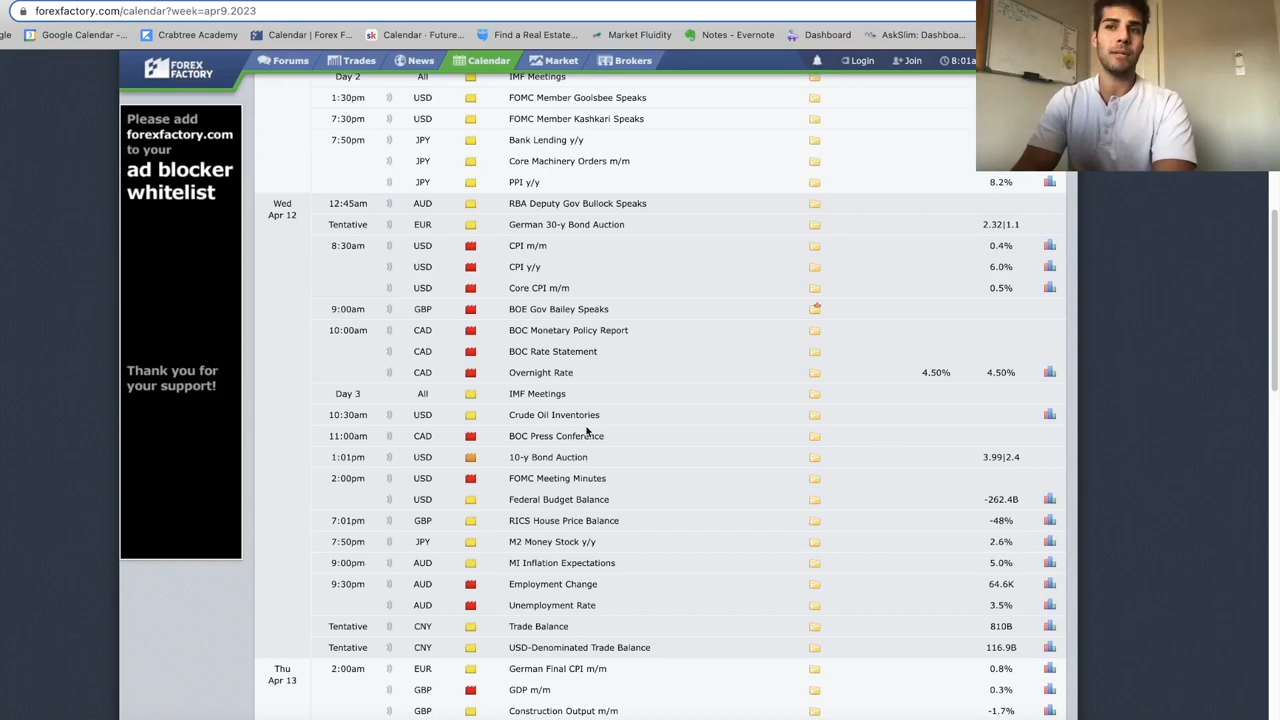 forexfactory.com/calendar?week=apr9.2023
gle Google Calendar -... Crabtree Academy Calendar | Forex F... Calendar · Future... Find a Real Estate... Market Fluidity Notes - Evernote Dashboard AskSlim: Dashboa...
FOREX FACTORY Forums Trades News Calendar Market Brokers Login Join 8:01a
Please add
forexfactory.com
to your
ad blocker
whitelist
Thank you for
your support!
Day 2 All IMF Meetings
1:30pm USD FOMC Member Goolsbee Speaks
7:30pm USD FOMC Member Kashkari Speaks
7:50pm JPY Bank Lending y/y
JPY Core Machinery Orders m/m
JPY PPI y/y 8.2%
Wed Apr 12 12:45am AUD RBA Deputy Gov Bullock Speaks
Tentative EUR German 30-y Bond Auction 2.32|1.1
8:30am USD CPI m/m 0.4%
USD CPI y/y 6.0%
USD Core CPI m/m 0.5%
9:00am GBP BOE Gov Bailey Speaks
10:00am CAD BOC Monetary Policy Report
CAD BOC Rate Statement
CAD Overnight Rate 4.50% 4.50%
Day 3 All IMF Meetings
10:30am USD Crude Oil Inventories
11:00am CAD BOC Press Conference
1:01pm USD 10-y Bond Auction 3.99|2.4
2:00pm USD FOMC Meeting Minutes
USD Federal Budget Balance -262.4B
7:01pm GBP RICS House Price Balance -48%
7:50pm JPY M2 Money Stock y/y 2.6%
9:00pm AUD MI Inflation Expectations 5.0%
9:30pm AUD Employment Change 64.6K
AUD Unemployment Rate 3.5%
Tentative CNY Trade Balance 810B
Tentative CNY USD-Denominated Trade Balance 116.9B
Thu Apr 13 2:00am EUR German Final CPI m/m 0.8%
GBP GDP m/m 0.3%
GBP Construction Output m/m -1.7%